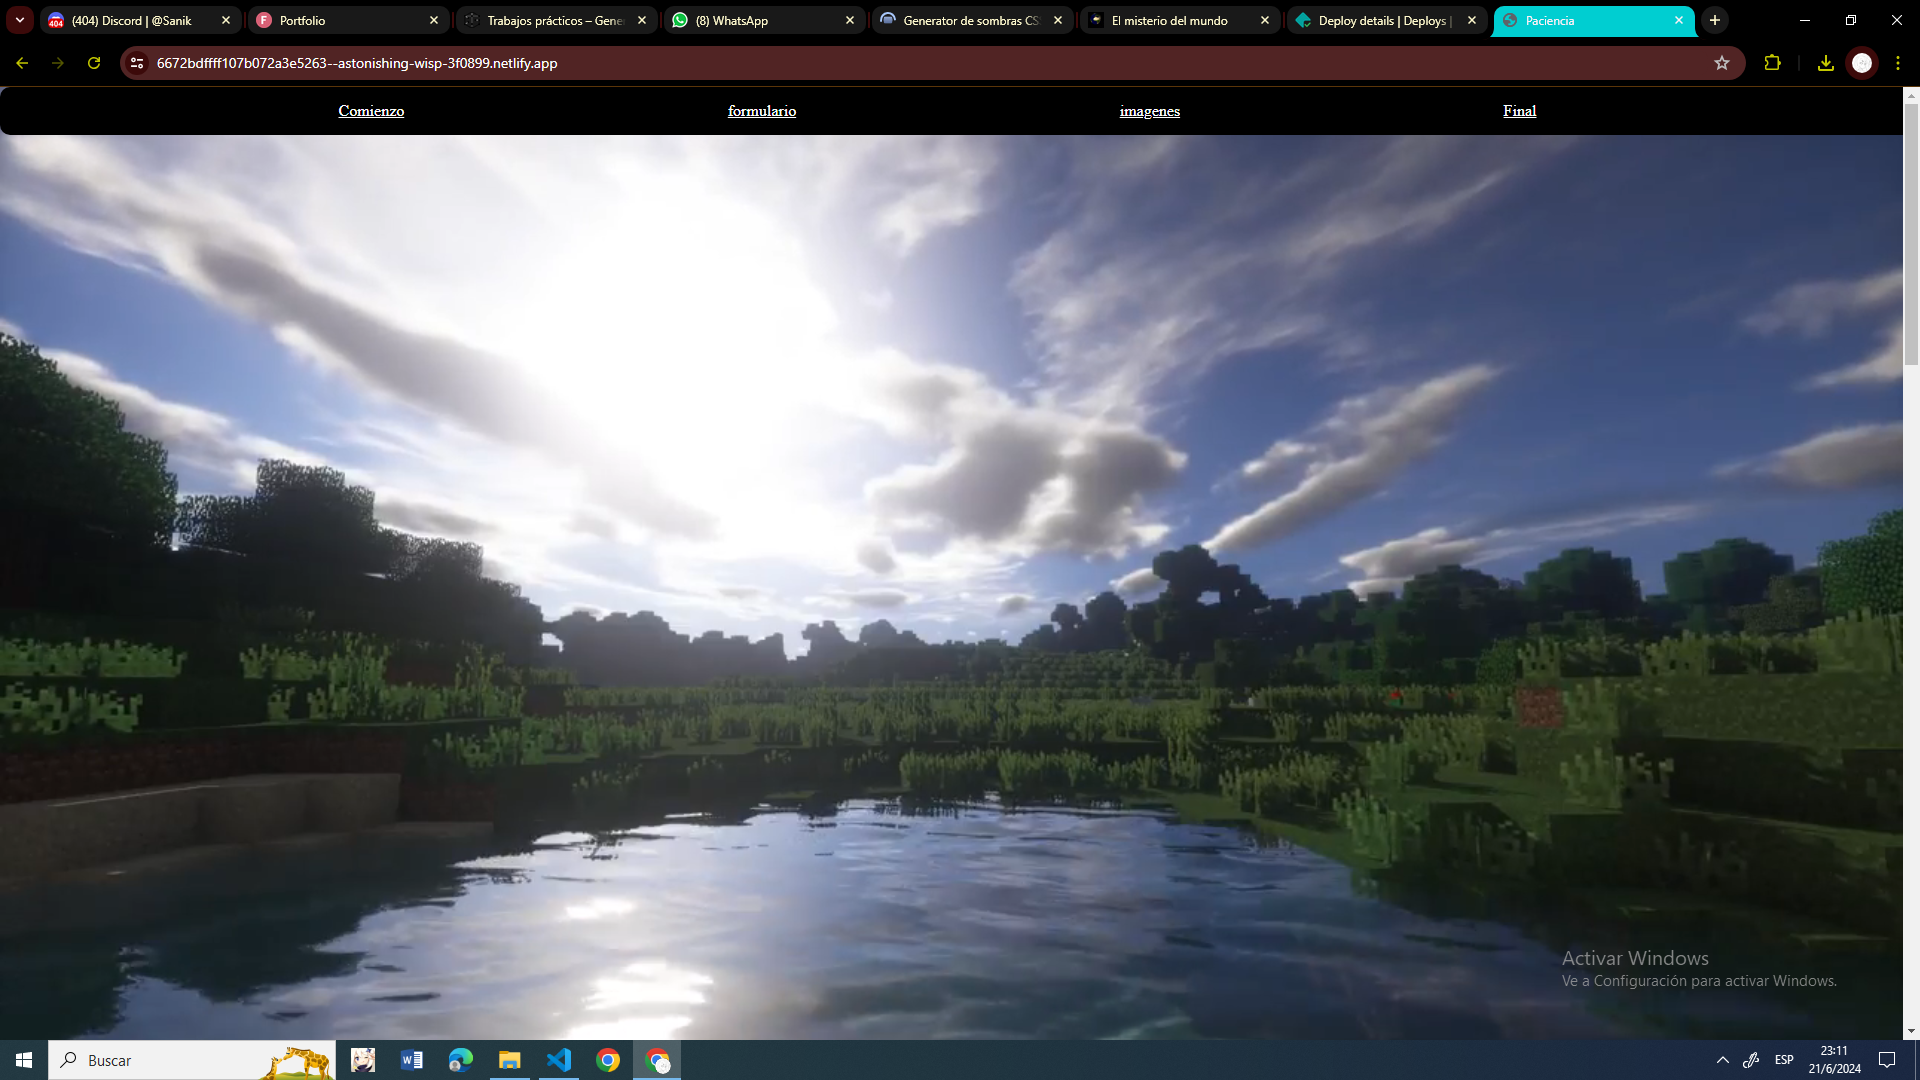 (404) Discord | @Sanik
Portfolio
Trabajos prácticos – Gene
(8) WhatsApp
Generator de sombras CS
El misterio del mundo
Deploy details | Deploys |
Paciencia
6672bdffff107b072a3e5263--astonishing-wisp-3f0899.netlify.app
Comienzo
formulario
imagenes
Final
Activar Windows
Ve a Configuración para activar Windows.
Buscar
ESP
23:11
21/6/2024